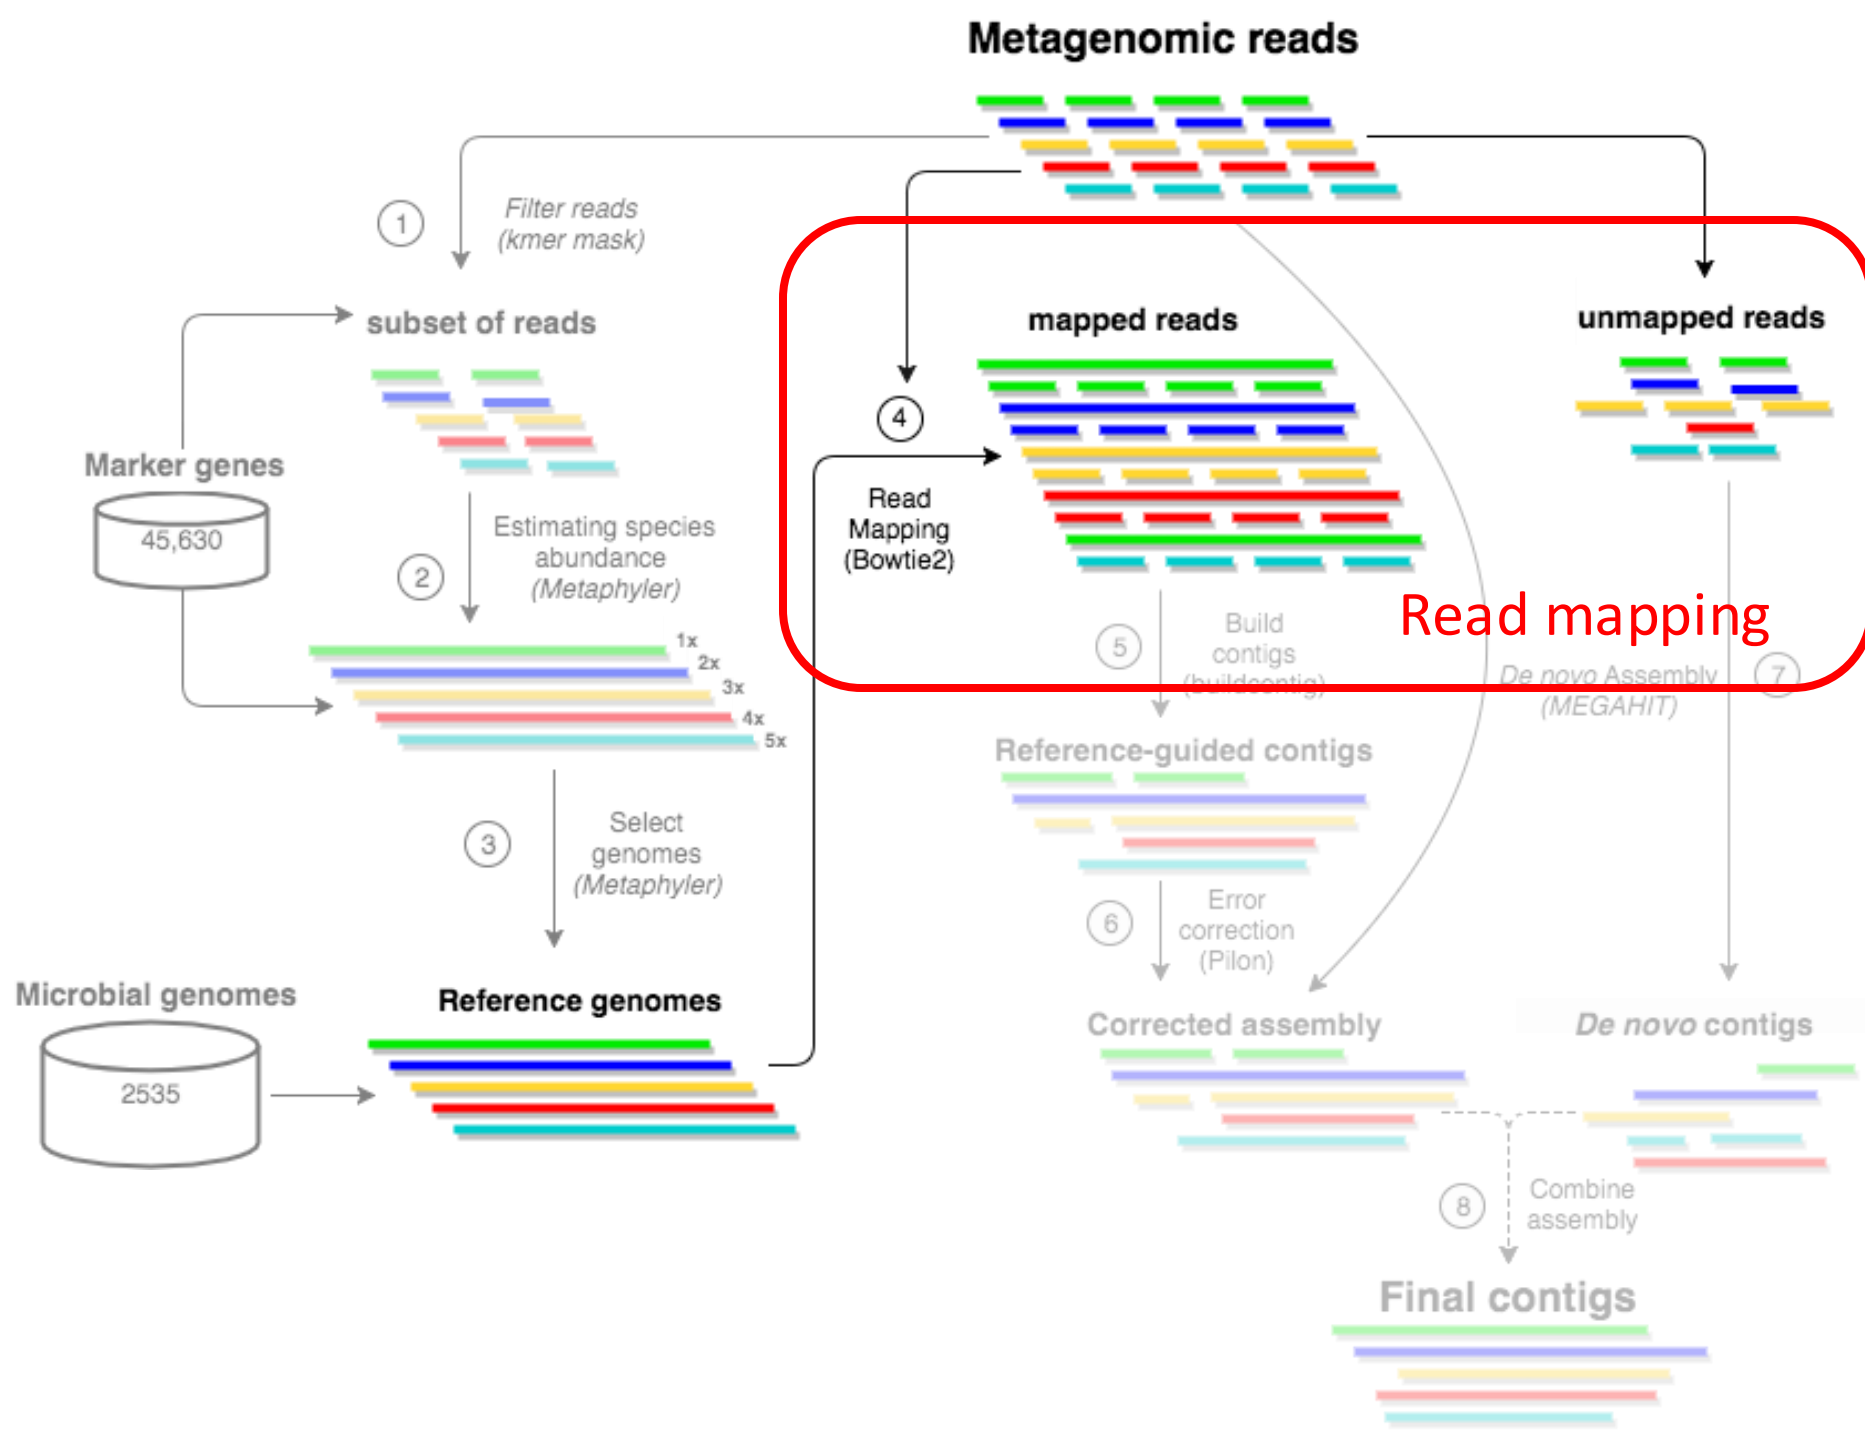 Metagenomic reads
1
Filter reads
(kmer mask)
subset of reads
Marker genes
45,630
2
Estimating species
abundance
(Metaphyler)
1x
2x
3x
4x
5x
3
Select
genomes
(Metaphyler)
Microbial genomes
2535
Reference genomes
mapped reads
unmapped reads
4
Read
Mapping
(Bowtie2)
Read mapping
5
Build
contigs
(buildcontig)
De novo Assembly
(MEGAHIT)
7
Reference-guided contigs
6
Error
correction
(Pilon)
Corrected assembly
De novo contigs
8
Combine
assembly
Final contigs